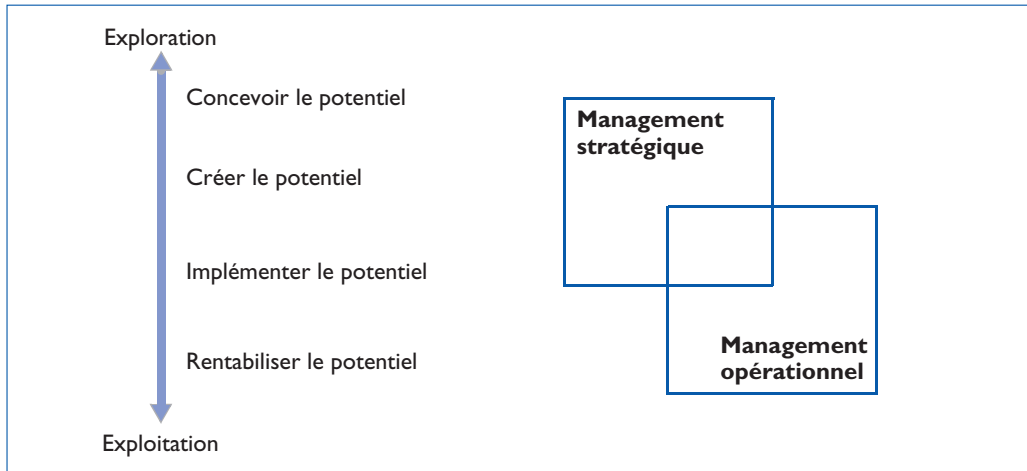 Exploration
Concevoir le potentiel
Management
stratégique
Créer le potentiel
Implémenter le potentiel
Management
opérationnel
Rentabiliser le potentiel
Exploitation